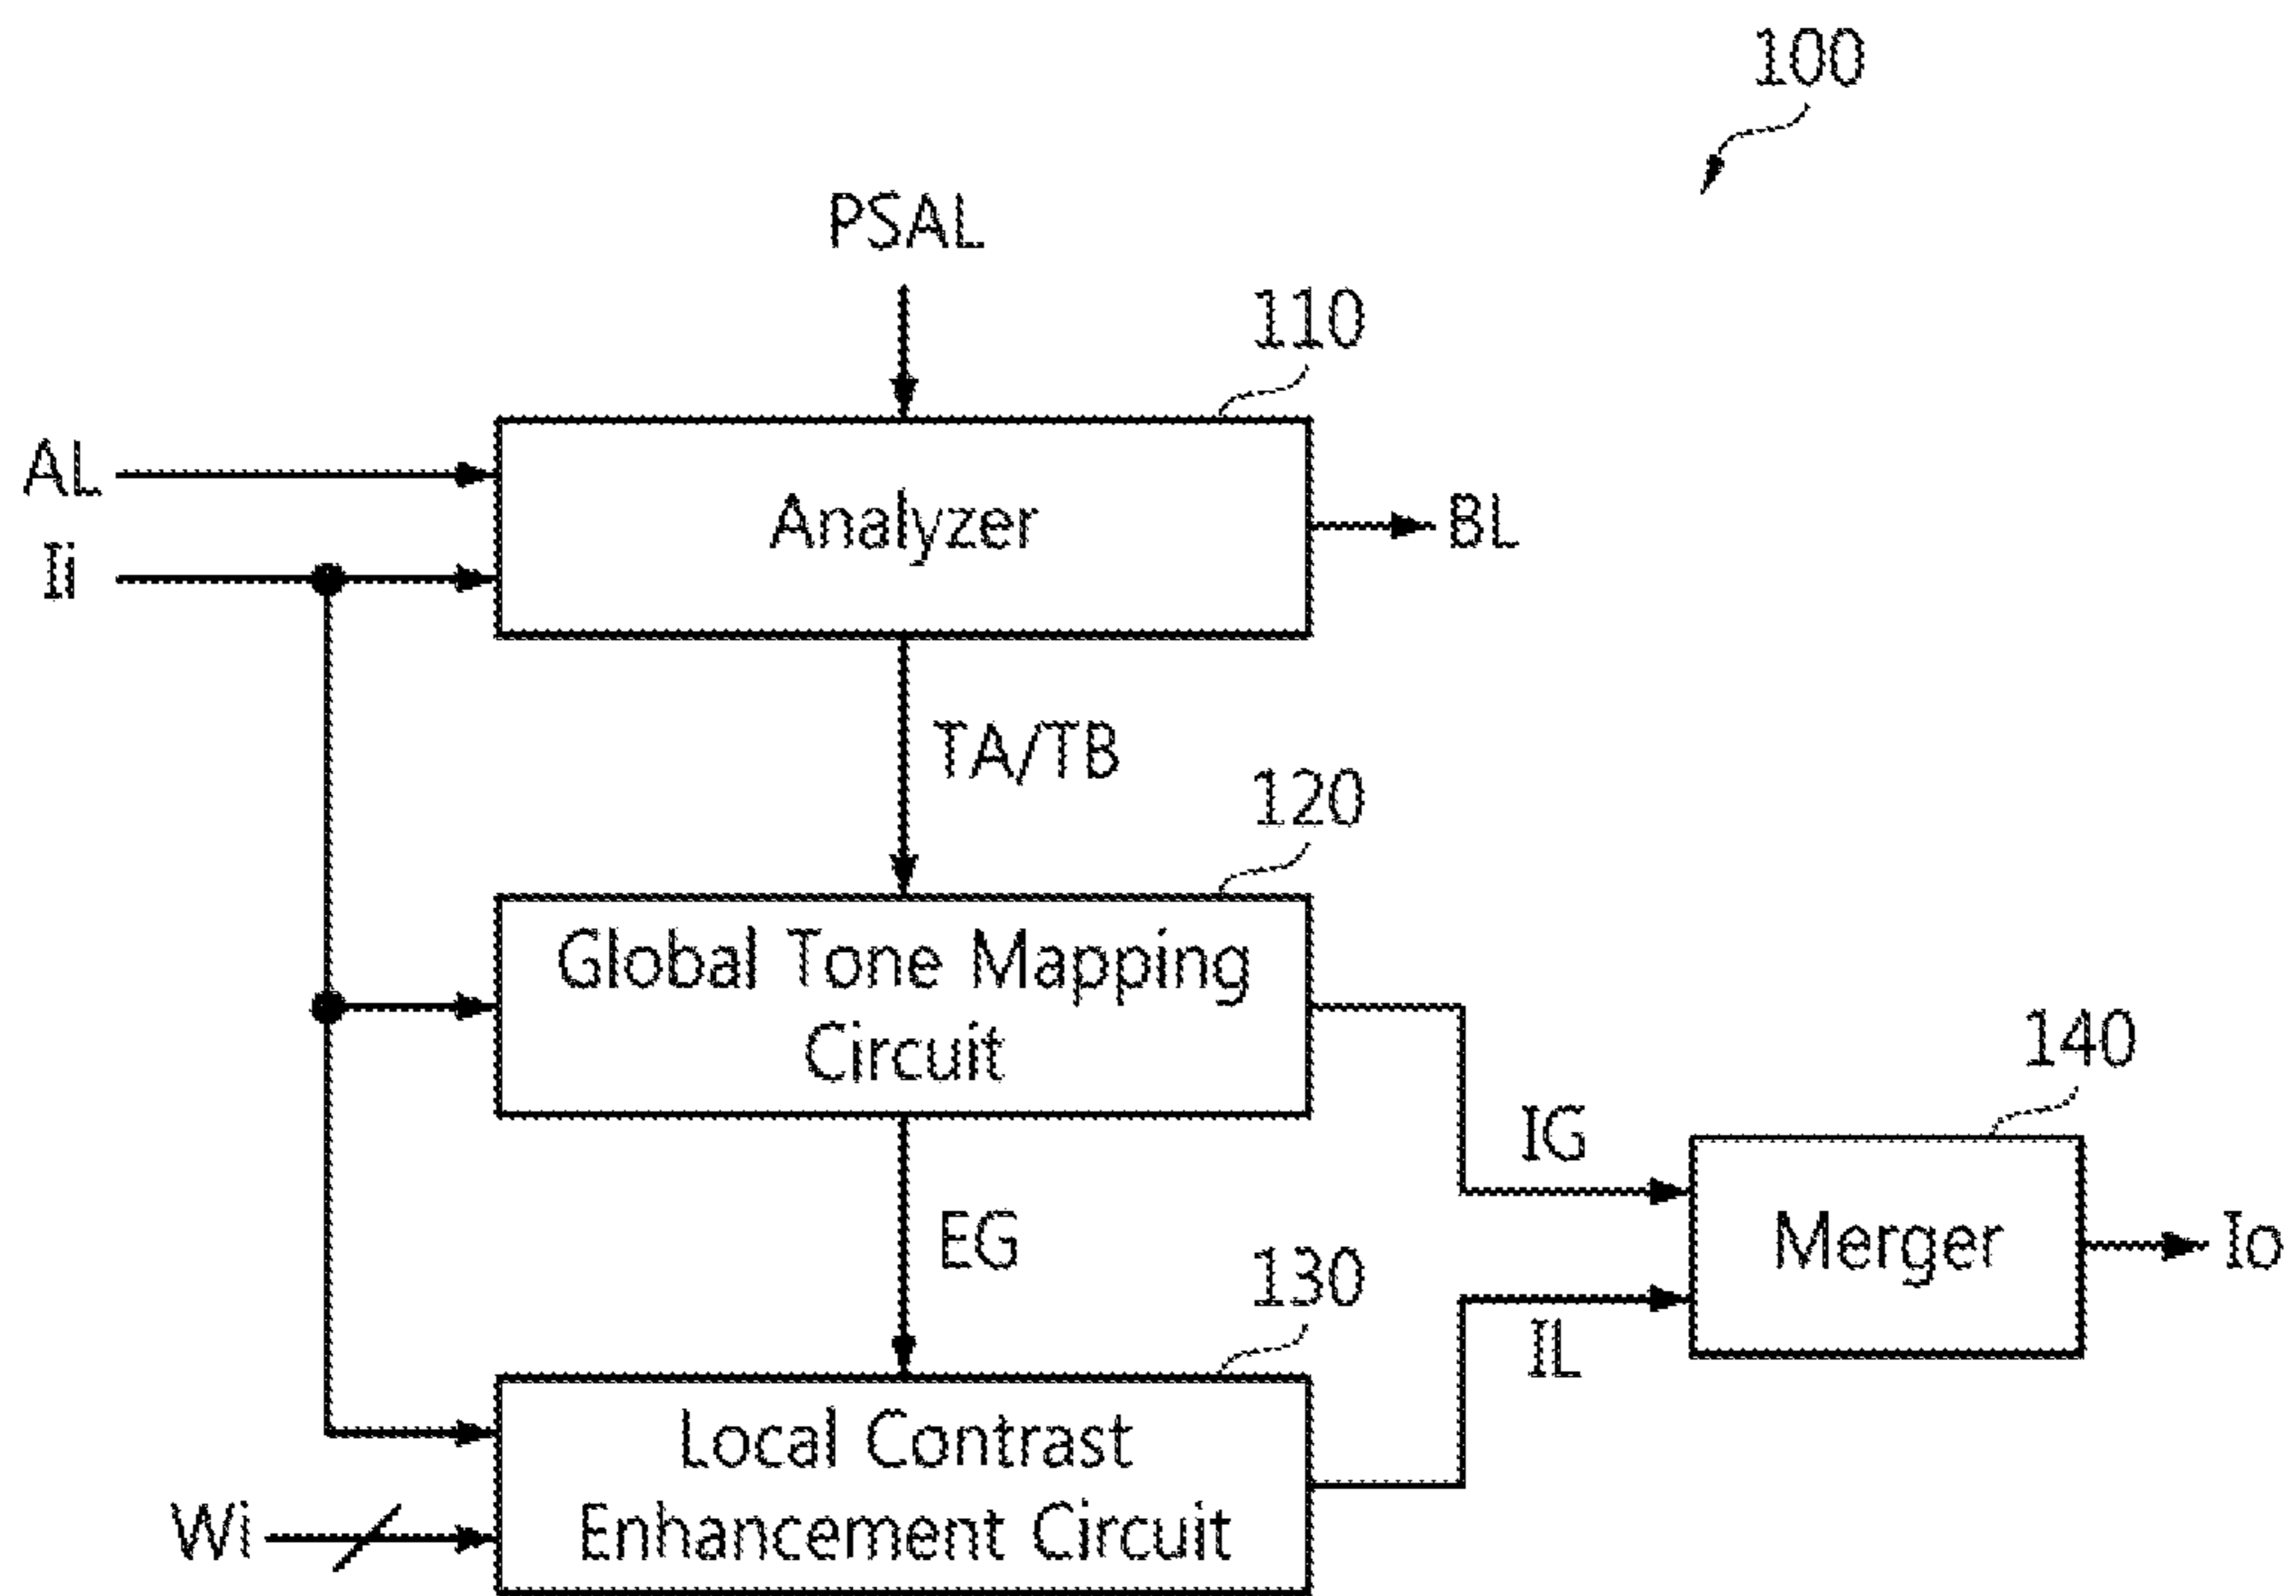 100
PSAL
110
AL
Ii
Analyzer
BL
TA/TB
120
Global Tone Mapping
Circuit
140
IG
Merger
Io
EG
130
IL
Local Contrast
Enhancement Circuit
Wi